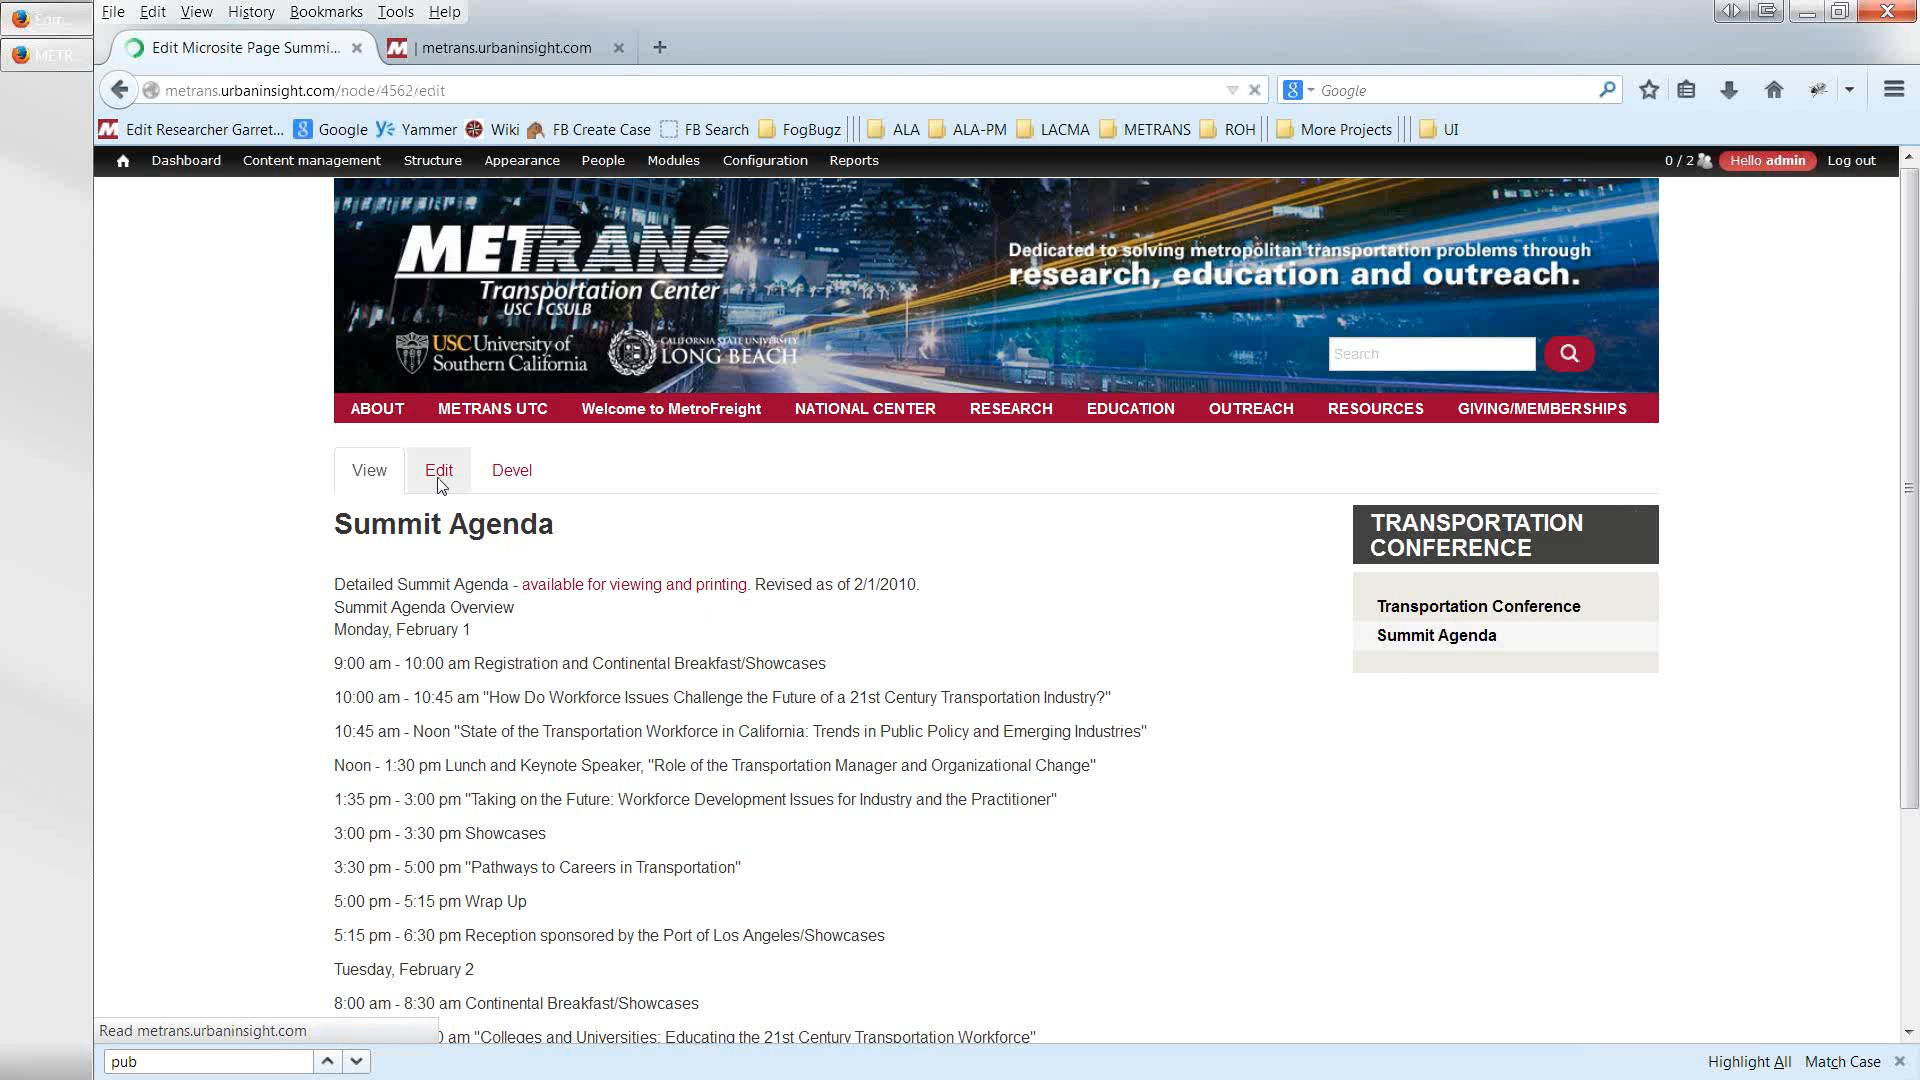 File Edit View History Bookmarks Tools Help
Edit Microsite Page Summi...
| metrans.urbaninsight.com
metrans.urbaninsight.com/node/4562/edit
Google
Edit Researcher Garret... Google Yammer Wiki FB Create Case FB Search FogBugz ALA ALA-PM LACMA METRANS ROH More Projects UI
Dashboard Content management Structure Appearance People Modules Configuration Reports 0 / 2 Hello admin Log out
METRANS
Transportation Center
USC | CSULB
USC University of Southern California
CALIFORNIA STATE UNIVERSITY
LONG BEACH
Dedicated to solving metropolitan transportation problems through
research, education and outreach.
Search
ABOUT METRANS UTC Welcome to MetroFreight NATIONAL CENTER RESEARCH EDUCATION OUTREACH RESOURCES GIVING/MEMBERSHIPS
View Edit Devel
Summit Agenda
Detailed Summit Agenda - available for viewing and printing. Revised as of 2/1/2010.
Summit Agenda Overview
Monday, February 1
9:00 am - 10:00 am Registration and Continental Breakfast/Showcases
10:00 am - 10:45 am "How Do Workforce Issues Challenge the Future of a 21st Century Transportation Industry?"
10:45 am - Noon "State of the Transportation Workforce in California: Trends in Public Policy and Emerging Industries"
Noon - 1:30 pm Lunch and Keynote Speaker, "Role of the Transportation Manager and Organizational Change"
1:35 pm - 3:00 pm "Taking on the Future: Workforce Development Issues for Industry and the Practitioner"
3:00 pm - 3:30 pm Showcases
3:30 pm - 5:00 pm "Pathways to Careers in Transportation"
5:00 pm - 5:15 pm Wrap Up
5:15 pm - 6:30 pm Reception sponsored by the Port of Los Angeles/Showcases
Tuesday, February 2
8:00 am - 8:30 am Continental Breakfast/Showcases
am "Colleges and Universities: Educating the 21st Century Transportation Workforce"
TRANSPORTATION
CONFERENCE
Transportation Conference
Summit Agenda
Read metrans.urbaninsight.com
pub
Highlight All Match Case